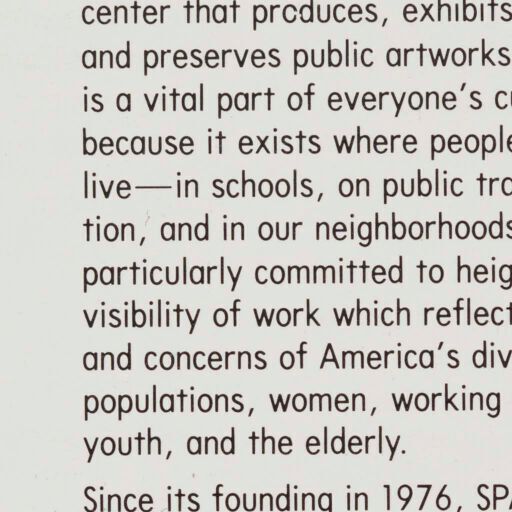 center that produces, exhibits
and preserves public artworks
is a vital part of everyone's c
because it exists where people
live—in schools, on public tra
tion, and in our neighborhoods
particularly committed to heig
visibility of work which reflect
and concerns of America's div
populations, women, working
youth, and the elderly.
Since its founding in 1976, SPA